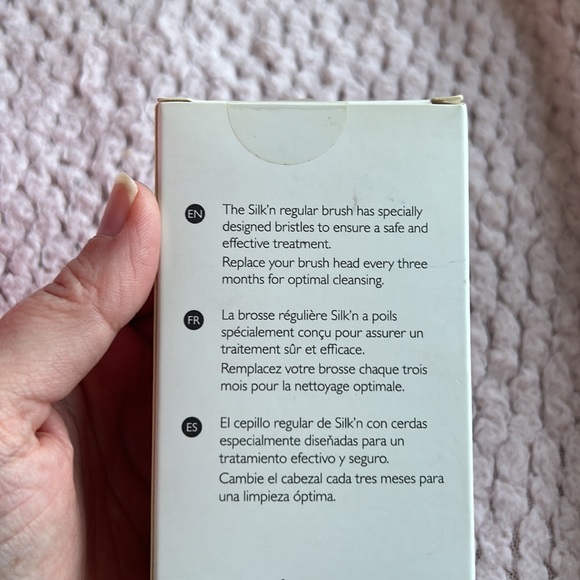 EN The Silk'n regular brush has specially
designed bristles to ensure a safe and
effective treatment.
Replace your brush head every three
months for optimal cleansing.
FR La brosse régulière Silk'n a poils
spécialement conçu pour assurer un
traitement sûr et efficace.
Remplacez votre brosse chaque trois
mois pour la nettoyage optimale.
ES El cepillo regular de Silk'n con cerdas
especialmente diseñadas para un
tratamiento efectivo y seguro.
Cambie el cabezal cada tres meses para
una limpieza óptima.